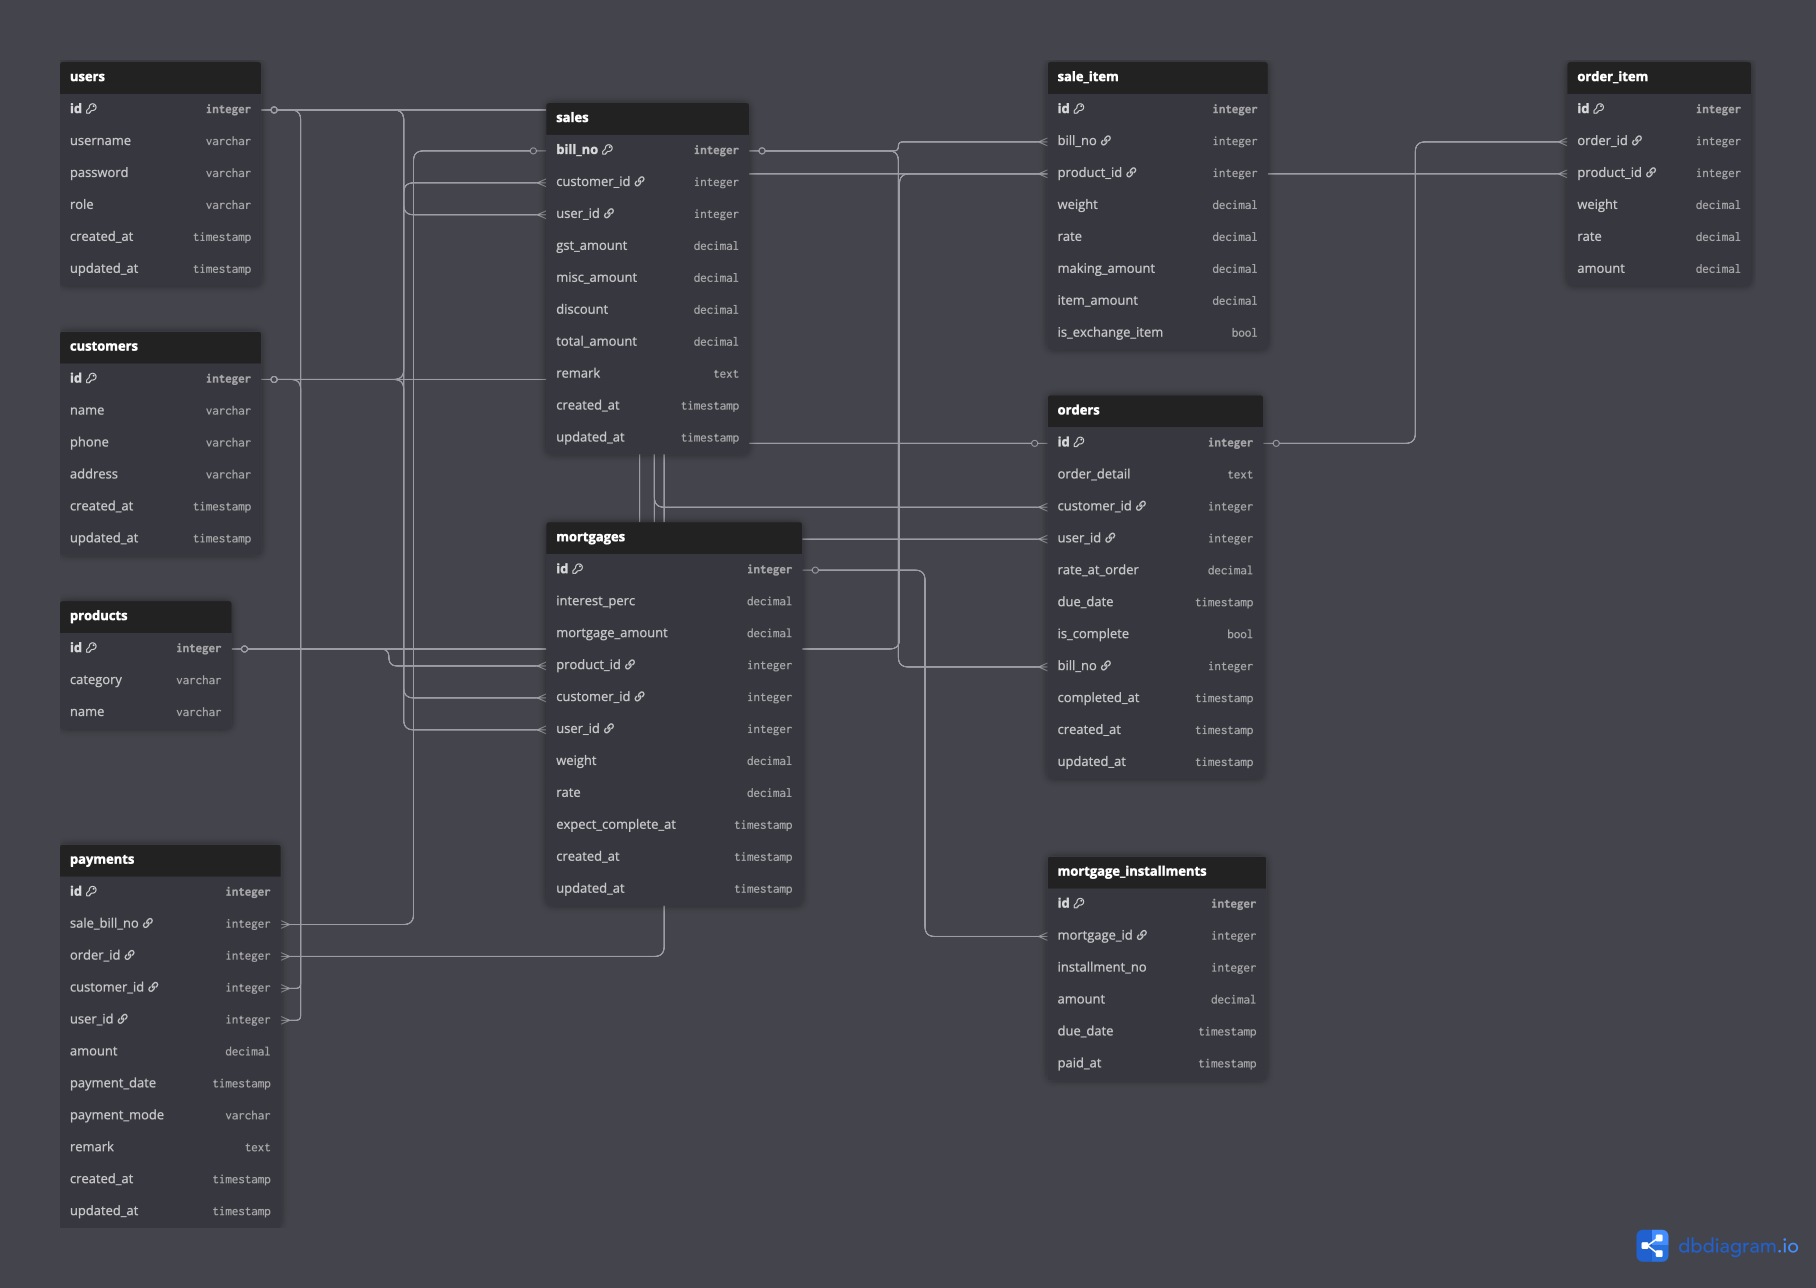 users
id integer
username varchar
password varchar
role varchar
created_at timestamp
updated_at timestamp
customers
id integer
name varchar
phone varchar
address varchar
created_at timestamp
updated_at timestamp
products
id integer
category varchar
name varchar
payments
id integer
sale_bill_no integer
order_id integer
customer_id integer
user_id integer
amount decimal
payment_date timestamp
payment_mode varchar
remark text
created_at timestamp
updated_at timestamp
sales
bill_no integer
customer_id integer
user_id integer
gst_amount decimal
misc_amount decimal
discount decimal
total_amount decimal
remark text
created_at timestamp
updated_at timestamp
mortgages
id integer
interest_perc decimal
mortgage_amount decimal
product_id integer
customer_id integer
user_id integer
weight decimal
rate decimal
expect_complete_at timestamp
created_at timestamp
updated_at timestamp
sale_item
id integer
bill_no integer
product_id integer
weight decimal
rate decimal
making_amount decimal
item_amount decimal
is_exchange_item bool
orders
id integer
order_detail text
customer_id integer
user_id integer
rate_at_order decimal
due_date timestamp
is_complete bool
bill_no integer
completed_at timestamp
created_at timestamp
updated_at timestamp
mortgage_installments
id integer
mortgage_id integer
installment_no integer
amount decimal
due_date timestamp
paid_at timestamp
order_item
id integer
order_id integer
product_id integer
weight decimal
rate decimal
amount decimal
dbdiagram.io